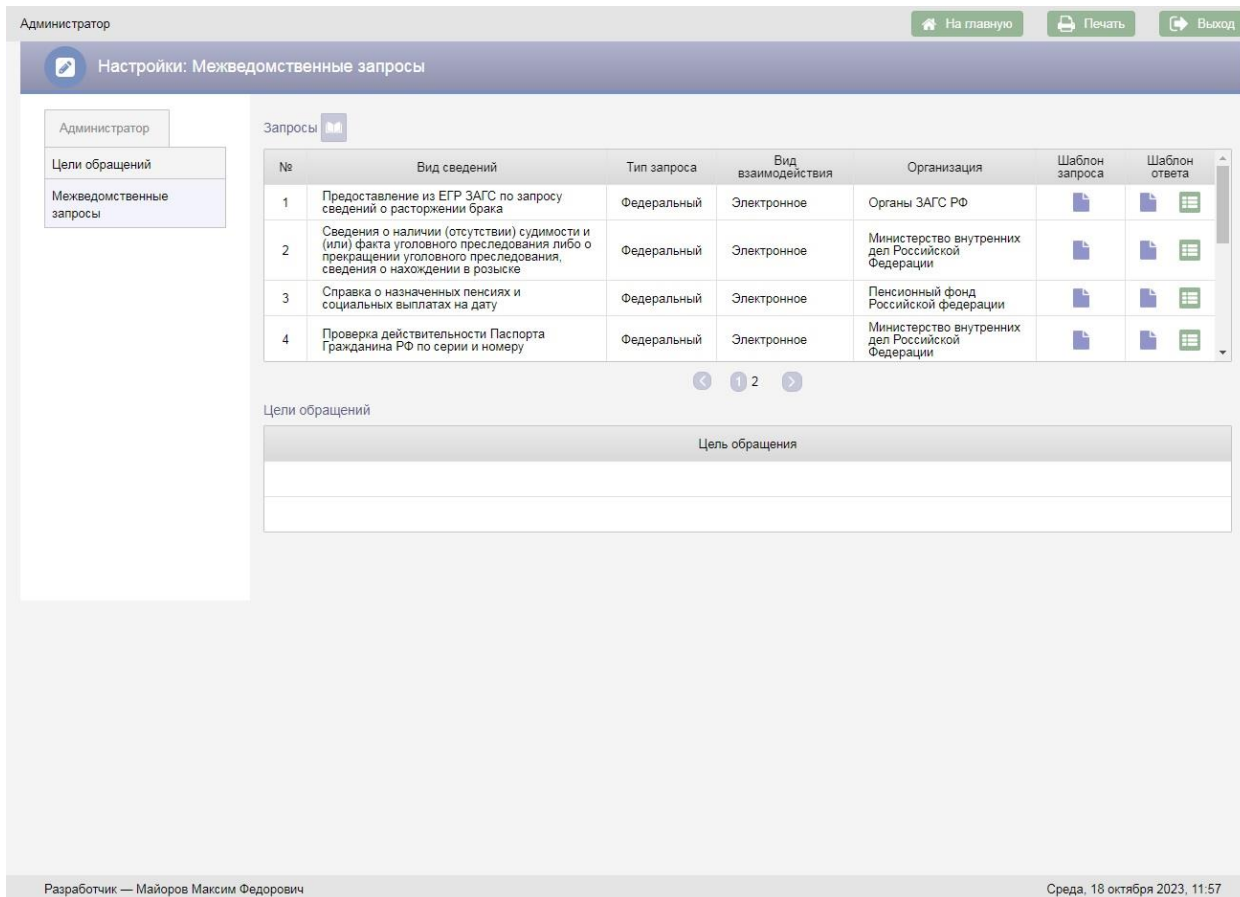 Администратор
На главную
Печать
Выход
Настройки: Межведомственные запросы
Администратор
Цели обращений
Межведомственные
запросы
Запросы
№
Вид сведений
Тип запроса
Вид
взаимодействия
Организация
Шаблон
запроса
Шаблон
ответа
1
Предоставление из ЕГР ЗАГС по запросу
сведений о расторжении брака
Федеральный
Электронное
Органы ЗАГС РФ
2
Сведения о наличии (отсутствии) судимости и
(или) факта уголовного преследования либо о
прекращении уголовного преследования,
сведения о нахождении в розыске
Федеральный
Электронное
Министерство внутренних
дел Российской
Федерации
3
Справка о назначенных пенсиях и
социальных выплатах на дату
Федеральный
Электронное
Пенсионный фонд
Российской федерации
4
Проверка действительности Паспорта
Гражданина РФ по серии и номеру
Федеральный
Электронное
Министерство внутренних
дел Российской
Федерации
1 2
Цели обращений
Цель обращения
Разработчик — Майоров Максим Федорович
Среда, 18 октября 2023, 11:57